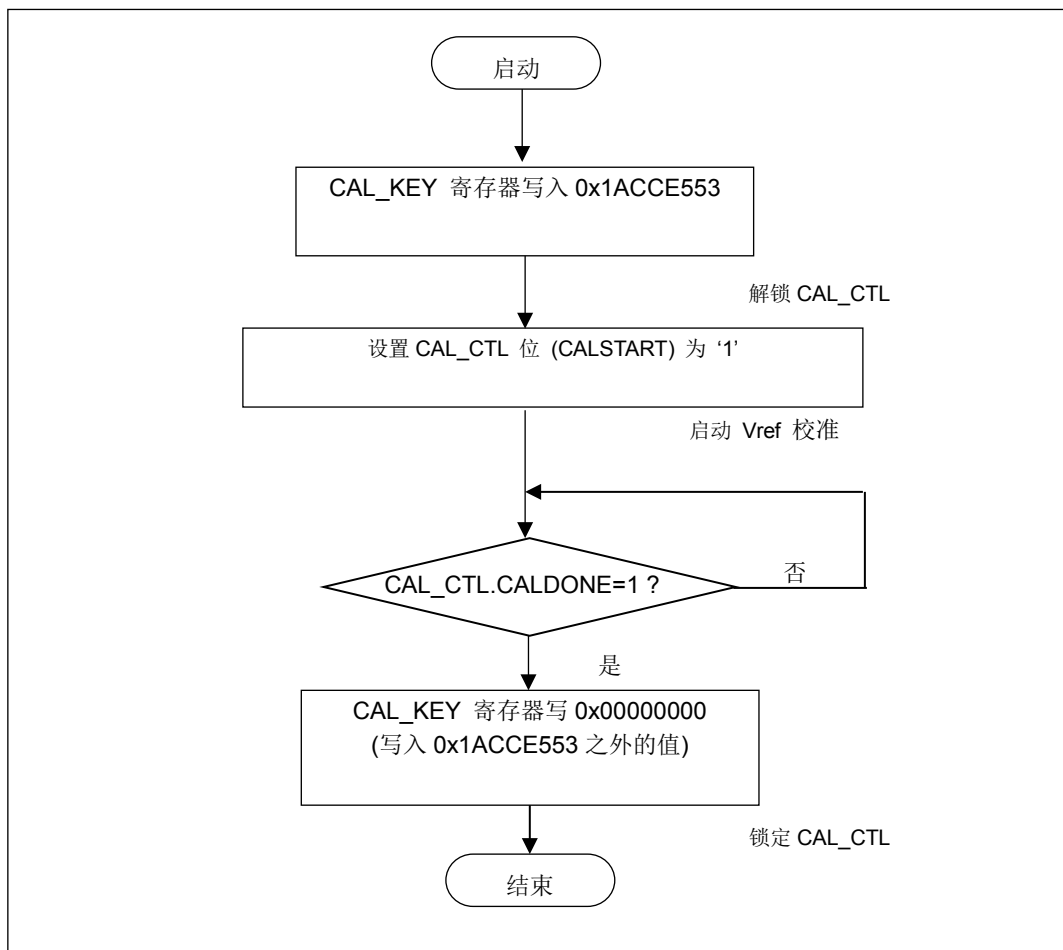 启动
CAL_KEY 寄存器写入 0x1ACCE553
解锁 CAL_CTL
设置 CAL_CTL 位 (CALSTART) 为 ‘1’
启动 Vref 校准
CAL_CTL.CALDONE=1 ?
否
是
CAL_KEY 寄存器写 0x00000000
(写入 0x1ACCE553 之外的值)
锁定 CAL_CTL
结束